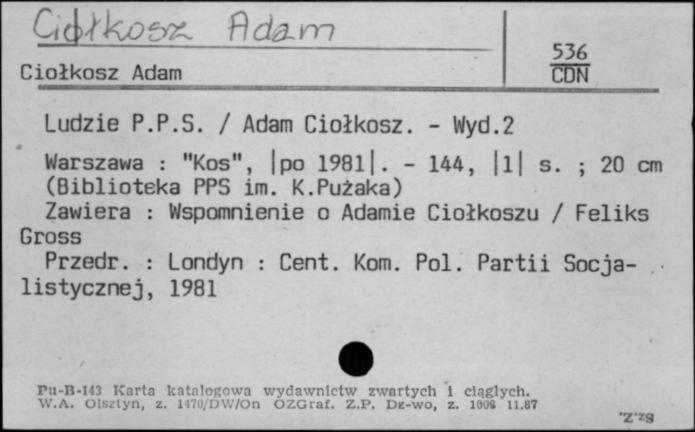 Ciołkosz Adam
536
CDN
Ciołkosz Adam
Ludzie P.P.S. / Adam Ciołkosz. - Wyd.2
Warszawa : "Kos", |po 1981|. - 144, |1| s. ; 20 cm
(Biblioteka PPS im. K.Pużaka)
Zawiera : Wspomnienie o Adamie Ciołkoszu / Feliks
Gross
Przedr. : Londyn : Cent. Kom. Pol. Partii Socja-
listycznej, 1981
Pu-B-143 Karta katalogowa wydawnictw zwartych i ciągłych.
W.A. Olsztyn, z. 1470/DW/On OZGraf. Z.P. Dz-wo, z. 1008 11.87